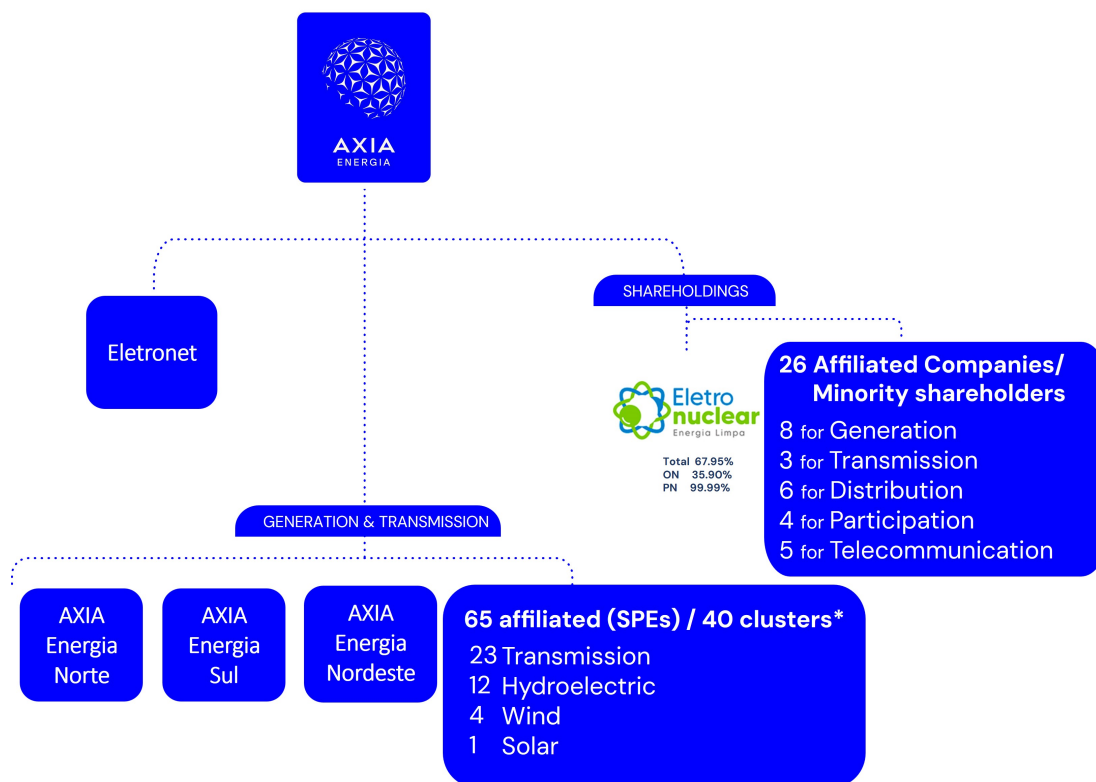 AXIA
ENERGIA
SHAREHOLDINGS
Eletronet
Eletro
nuclear
Energia Limpa
Total 67.95%
ON 35.90%
PN 99.99%
26 Affiliated Companies/
Minority shareholders
8 for Generation
3 for Transmission
6 for Distribution
4 for Participation
5 for Telecommunication
GENERATION & TRANSMISSION
AXIA
Energia
Norte
AXIA
Energia
Sul
AXIA
Energia
Nordeste
65 affiliated (SPEs) / 40 clusters*
23 Transmission
12 Hydroelectric
4 Wind
1 Solar